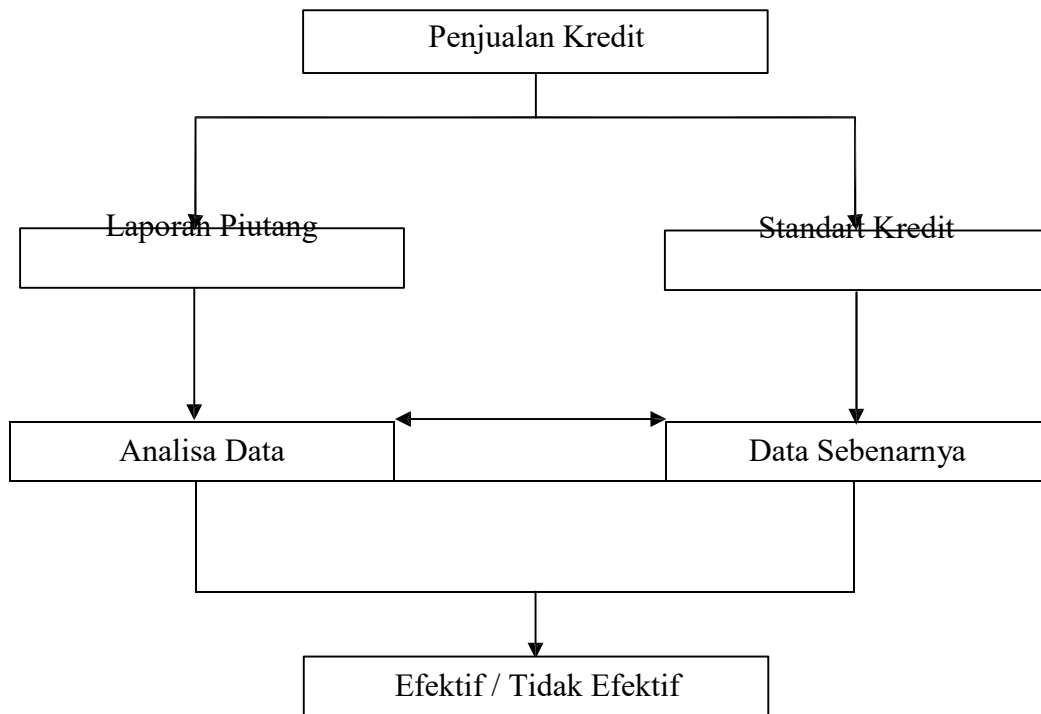 Penjualan Kredit
Laporan Piutang
Standart Kredit
Analisa Data
Data Sebenarnya
Efektif / Tidak Efektif